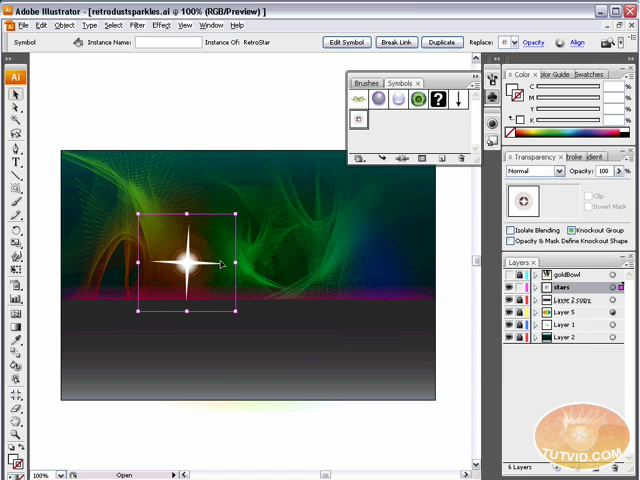 Adobe Illustrator - [retrodustsparkles.ai @ 100% (RGB/Preview) ]
File Edit Object Type Select Filter Effect View Window Help
Symbol Instance Name: Instance Of: RetroStar Edit Symbol Break Link Duplicate Replace: Opacity Align
Ai
Brushes Symbols ×
Color × Color Guide Swatches
C %
M %
Y %
K %
Transparency ×
Normal Opacity: 100 %
Clip
Invert Mask
Isolate Blending Knockout Group
Opacity & Mask Define Knockout Shape
Layers ×
goldBowl
stars
Layer 2 copy
Layer 5
Layer 1
Layer 2
6 Layers
TUTVID.COM
100% Open